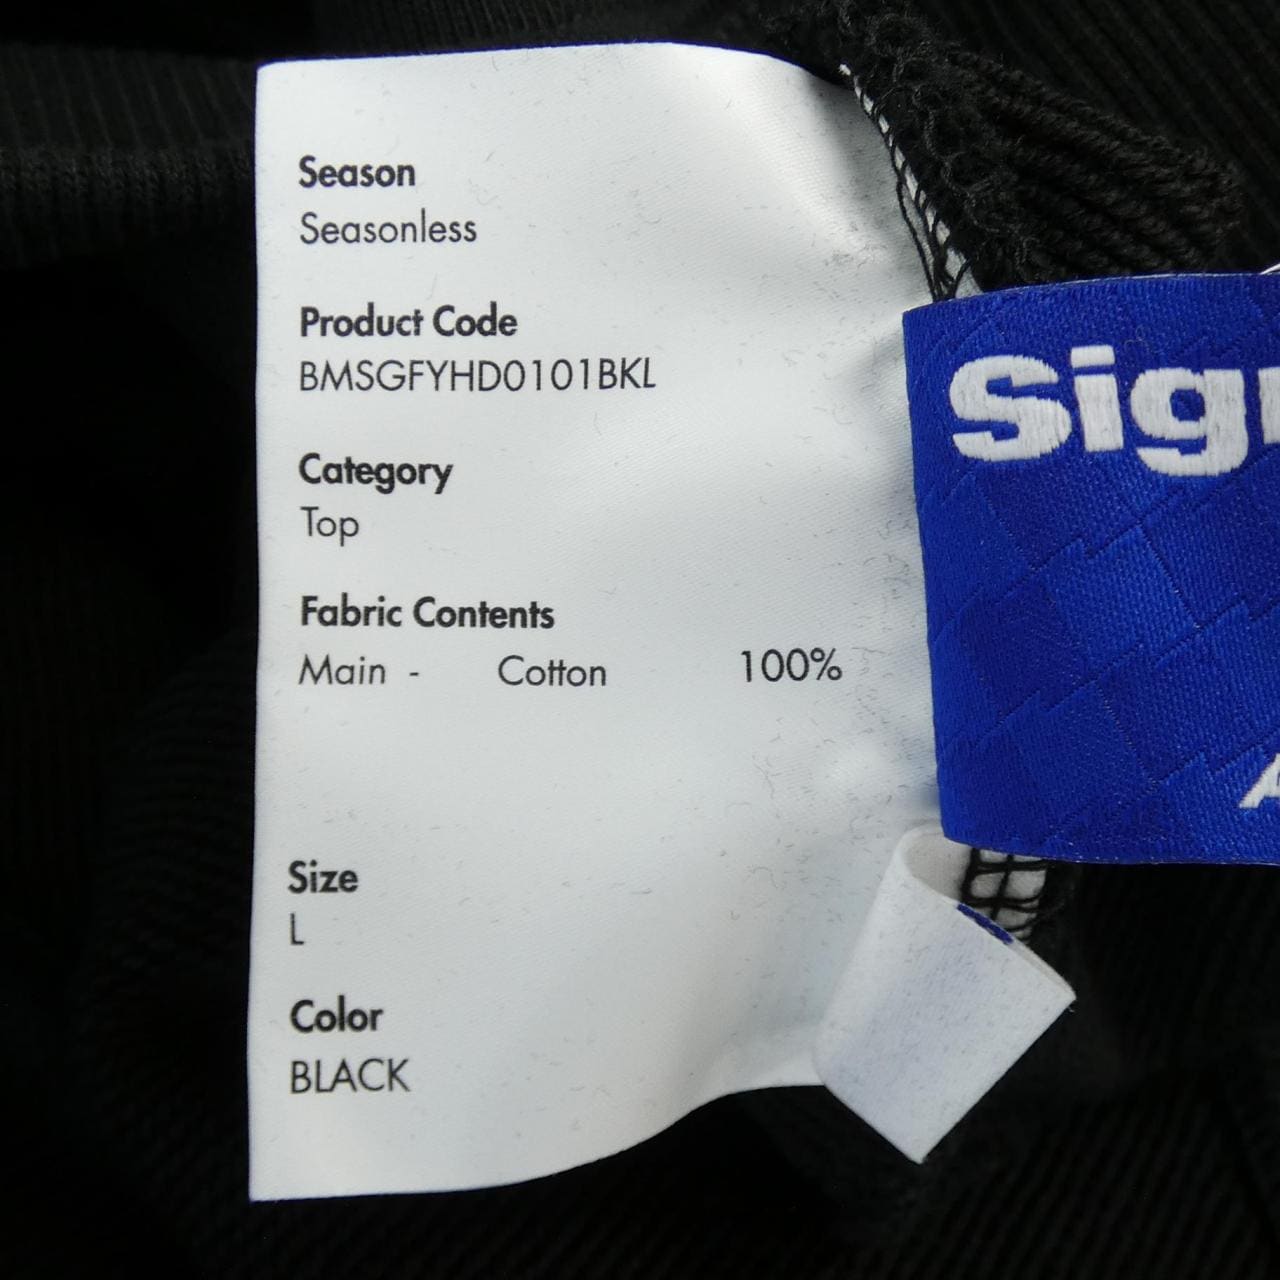 Season
Seasonless
Product Code
BMSGFYHD0101BKL
Category
Top
Fabric Contents
Main - Cotton 100%
Size
L
Color
BLACK